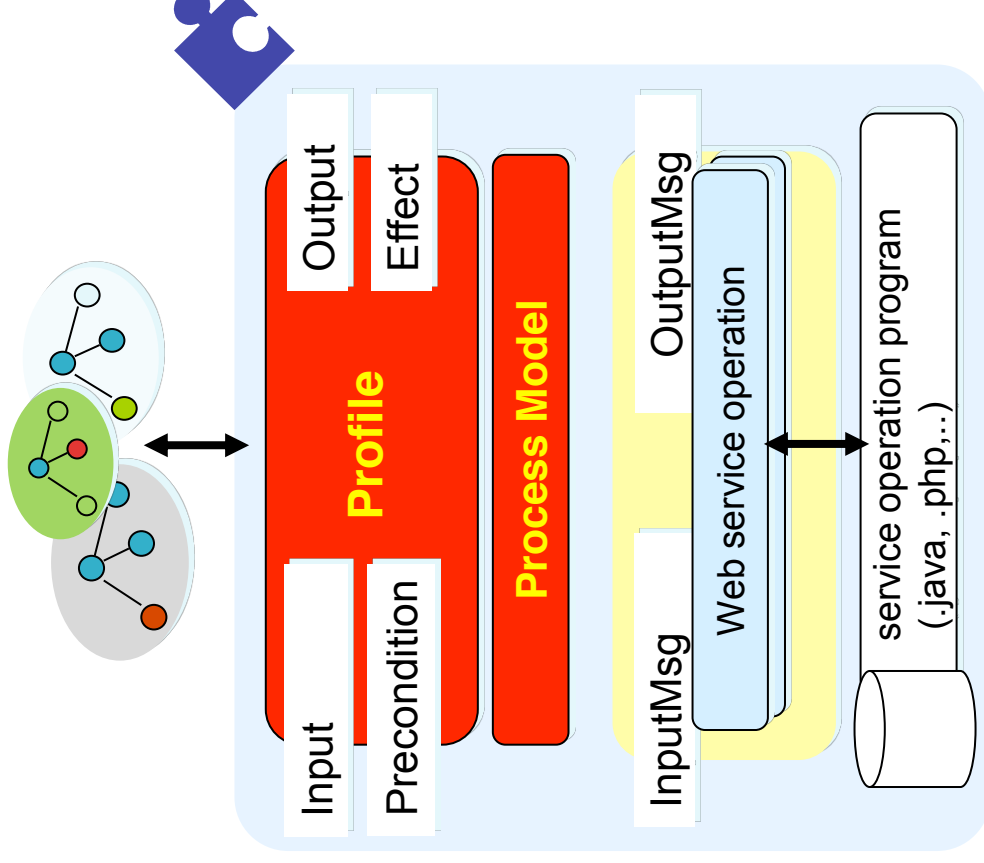 Input
Output
Precondition
Effect
Profile
Process Model
InputMsg
OutputMsg
Web service operation
service operation program
(.java, .php,..)